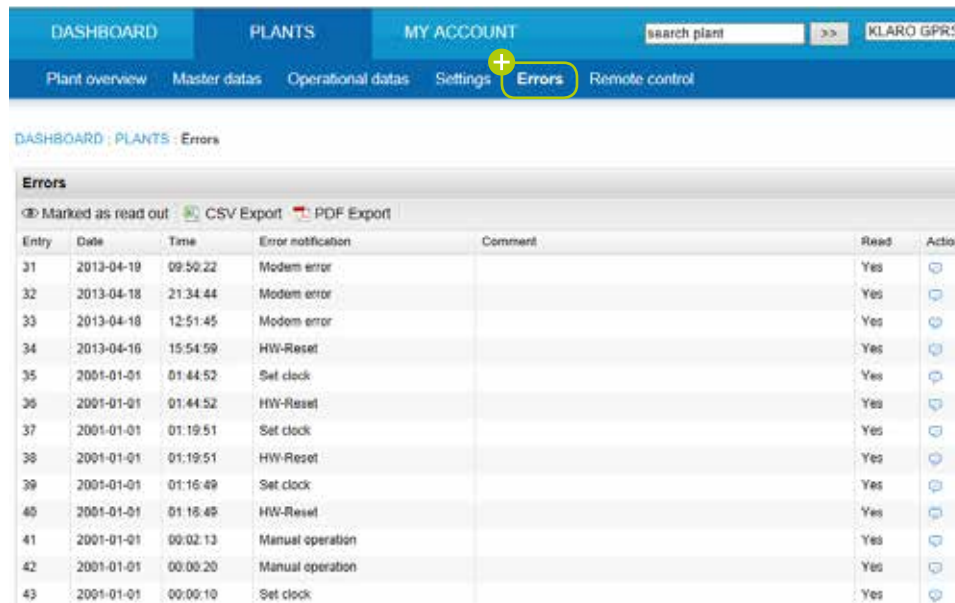 DASHBOARD PLANTS MY ACCOUNT search plant >> KLARO GPRS
Plant overview Master datas Operational datas Settings Errors Remote control
DASHBOARD : PLANTS : Errors
Errors
Marked as read out CSV Export PDF Export
Entry Date Time Error notification Comment Read Actio
31 2013-04-19 09:50:22 Modem error Yes
32 2013-04-18 21:34:44 Modem error Yes
33 2013-04-18 12:51:45 Modem error Yes
34 2013-04-16 15:54:59 HW-Reset Yes
35 2001-01-01 01:44:52 Set clock Yes
36 2001-01-01 01:44:52 HW-Reset Yes
37 2001-01-01 01:19:51 Set clock Yes
38 2001-01-01 01:19:51 HW-Reset Yes
39 2001-01-01 01:16:49 Set clock Yes
40 2001-01-01 01:16:49 HW-Reset Yes
41 2001-01-01 00:02:13 Manual operation Yes
42 2001-01-01 00:00:20 Manual operation Yes
43 2001-01-01 00:00:10 Set clock Yes